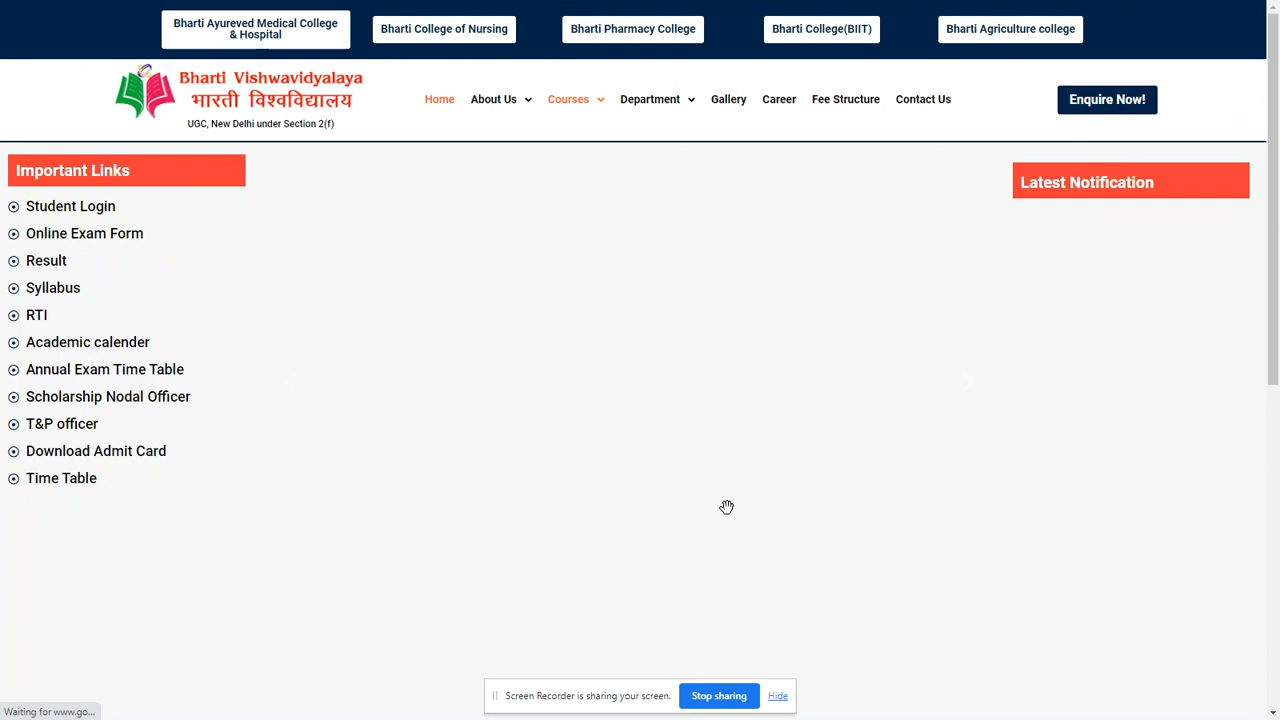 Bharti Ayureved Medical College
& Hospital
Bharti College of Nursing
Bharti Pharmacy College
Bharti College(BIIT)
Bharti Agriculture college
Bharti Vishwavidyalaya
भारती विश्वविद्यालय
UGC, New Delhi under Section 2(f)
Home
About Us
Courses
Department
Gallery
Career
Fee Structure
Contact Us
Enquire Now!
Important Links
Student Login
Online Exam Form
Result
Syllabus
RTI
Academic calender
Annual Exam Time Table
Scholarship Nodal Officer
T&P officer
Download Admit Card
Time Table
Latest Notification
Screen Recorder is sharing your screen.
Stop sharing
Hide
Waiting for www.go...